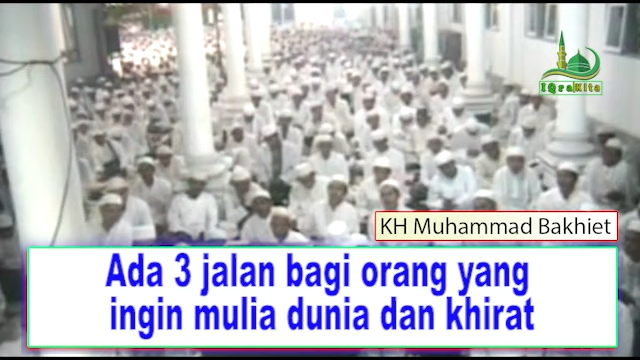 IQraKita
KH Muhammad Bakhiet
Ada 3 jalan bagi orang yang
ingin mulia dunia dan khirat